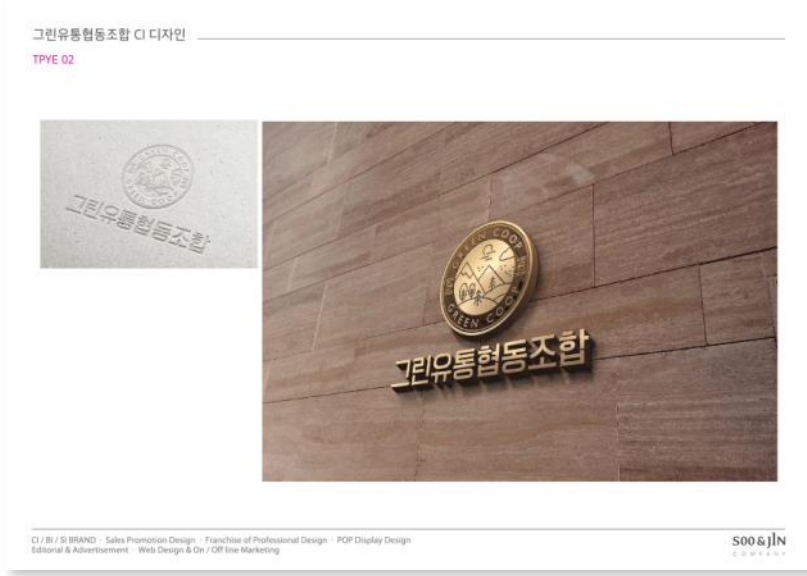 그린유통협동조합 CI 디자인
TPYE 02
GREEN COOP
GREEN COOP
그린유통협동조합
GREEN COOP
GREEN COOP
그린유통협동조합
CI / BI / SI BRAND · Sales Promotion Design · Franchise of Professional Design · POP Display Design
Editorial & Advertisement · Web Design & On / Off line Marketing
SOO & JIN
COMPANY